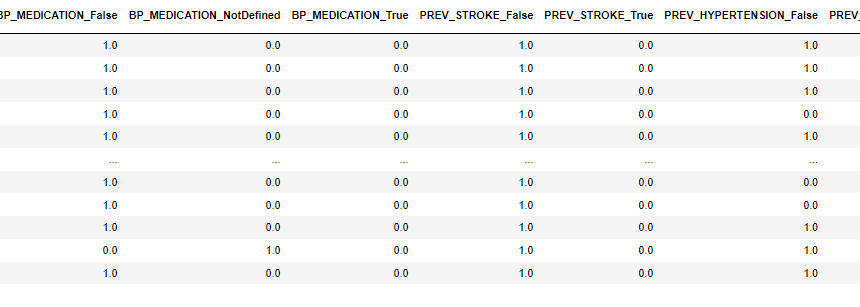 BP_MEDICATION_False BP_MEDICATION_NotDefined BP_MEDICATION_True PREV_STROKE_False PREV_STROKE_True PREV_HYPERTENSION_False PREV_
1.0 0.0 0.0 1.0 0.0 1.0
1.0 0.0 0.0 1.0 0.0 1.0
1.0 0.0 0.0 1.0 0.0 1.0
1.0 0.0 0.0 1.0 0.0 0.0
1.0 0.0 0.0 1.0 0.0 1.0
... ... ... ... ... ...
1.0 0.0 0.0 1.0 0.0 0.0
1.0 0.0 0.0 1.0 0.0 0.0
1.0 0.0 0.0 1.0 0.0 1.0
0.0 1.0 0.0 1.0 0.0 1.0
1.0 0.0 0.0 1.0 0.0 1.0